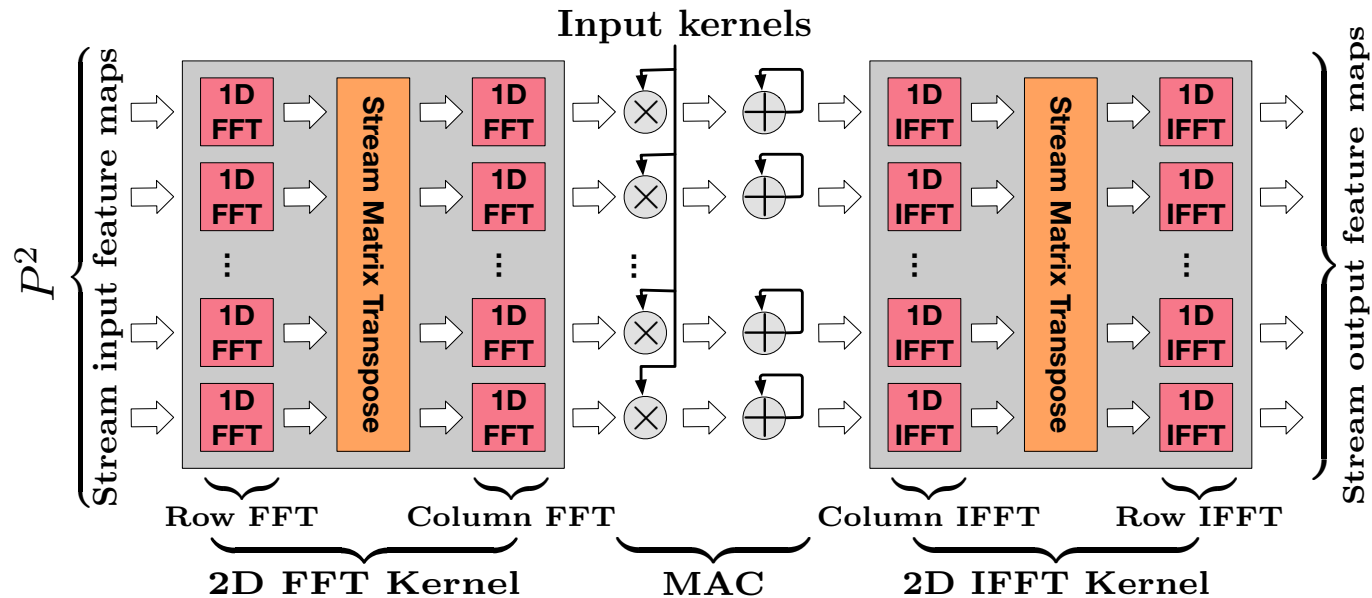 Input kernels
P²
Stream input feature maps
1D
FFT
1D
FFT
...
1D
FFT
1D
FFT
Stream Matrix Transpose
1D
FFT
1D
FFT
...
1D
FFT
1D
FFT
...
1D
IFFT
1D
IFFT
...
1D
IFFT
1D
IFFT
Stream Matrix Transpose
1D
IFFT
1D
IFFT
...
1D
IFFT
1D
IFFT
Stream output feature maps
Row FFT
Column FFT
Column IFFT
Row IFFT
2D FFT Kernel
MAC
2D IFFT Kernel